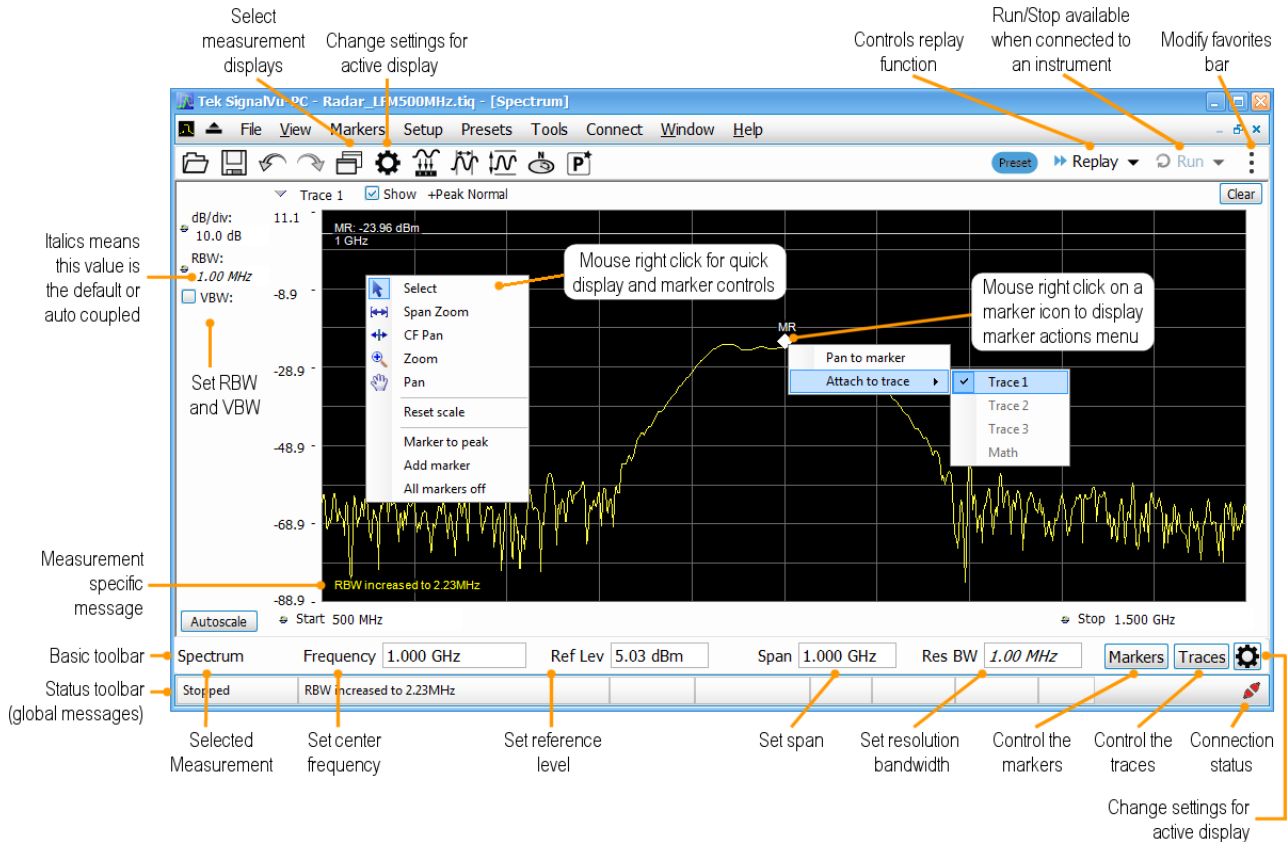 Select
measurement
displays
Change settings for
active display
Controls replay
function
Run/Stop available
when connected to
an instrument
Modify favorites
bar
Tek SignalVu-PC - Radar_LFM500MHz.tiq - [Spectrum]
File View Markers Setup Presets Tools Connect Window Help
N P Preset Replay Run
Trace 1 Show +Peak Normal Clear
dB/div:
10.0 dB
RBW:
1.00 MHz
VBW:
Italics means
this value is
the default or
auto coupled
Set RBW
and VBW
11.1
-8.9
-28.9
-48.9
-68.9
-88.9
MR: -23.96 dBm
1 GHz
Select
Span Zoom
CF Pan
Zoom
Pan
Reset scale
Marker to peak
Add marker
All markers off
Mouse right click for quick
display and marker controls
Mouse right click on a
marker icon to display
marker actions menu
MR
Pan to marker
Attach to trace
Trace 1
Trace 2
Trace 3
Math
Measurement
specific
message
RBW increased to 2.23MHz
Autoscale Start 500 MHz Stop 1.500 GHz
Basic toolbar
Spectrum Frequency 1.000 GHz Ref Lev 5.03 dBm Span 1.000 GHz Res BW 1.00 MHz Markers Traces
Status toolbar
(global messages)
Stopped RBW increased to 2.23MHz
Selected
Measurement
Set center
frequency
Set reference
level
Set span
Set resolution
bandwidth
Control the
markers
Control the
traces
Connection
status
Change settings for
active display